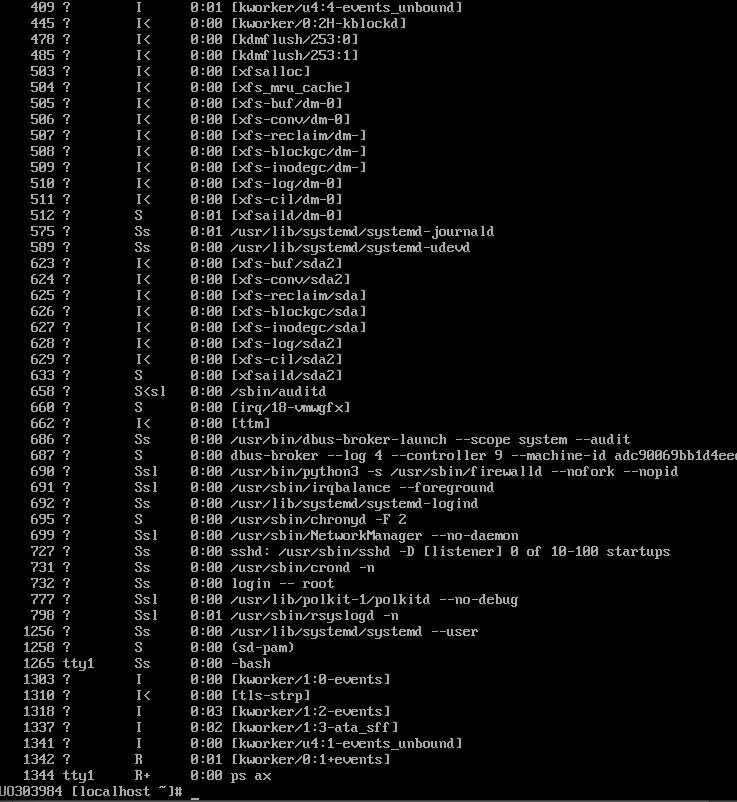 409 ? I 0:01 [kworker/u4:4-events_unbound]
445 ? I< 0:00 [kworker/0:2H-kblockd]
478 ? I< 0:00 [kdmflush/253:0]
485 ? I< 0:00 [kdmflush/253:1]
503 ? I< 0:00 [xfsalloc]
504 ? I< 0:00 [xfs_mru_cache]
505 ? I< 0:00 [xfs-buf/dm-0]
506 ? I< 0:00 [xfs-conv/dm-0]
507 ? I< 0:00 [xfs-reclaim/dm-]
508 ? I< 0:00 [xfs-blockgc/dm-]
509 ? I< 0:00 [xfs-inodegc/dm-]
510 ? I< 0:00 [xfs-log/dm-0]
511 ? I< 0:00 [xfs-cil/dm-0]
512 ? S 0:01 [xfsaild/dm-0]
575 ? Ss 0:01 /usr/lib/systemd/systemd-journald
589 ? Ss 0:00 /usr/lib/systemd/systemd-udevd
623 ? I< 0:00 [xfs-buf/sda2]
624 ? I< 0:00 [xfs-conv/sda2]
625 ? I< 0:00 [xfs-reclaim/sda]
626 ? I< 0:00 [xfs-blockgc/sda]
627 ? I< 0:00 [xfs-inodegc/sda]
628 ? I< 0:00 [xfs-log/sda2]
629 ? I< 0:00 [xfs-cil/sda2]
633 ? S 0:00 [xfsaild/sda2]
658 ? S<sl 0:00 /sbin/auditd
660 ? S 0:00 [irq/18-vmwgfx]
662 ? I< 0:00 [ttm]
686 ? Ss 0:00 /usr/bin/dbus-broker-launch --scope system --audit
687 ? S 0:00 dbus-broker --log 4 --controller 9 --machine-id adc90069bb1d4eec
690 ? Ssl 0:00 /usr/bin/python3 -s /usr/sbin/firewalld --nofork --nopid
691 ? Ssl 0:00 /usr/sbin/irqbalance --foreground
692 ? Ss 0:00 /usr/lib/systemd/systemd-logind
695 ? S 0:00 /usr/sbin/chronyd -F 2
699 ? Ssl 0:00 /usr/sbin/NetworkManager --no-daemon
727 ? Ss 0:00 sshd: /usr/sbin/sshd -D [listener] 0 of 10-100 startups
731 ? Ss 0:00 /usr/sbin/crond -n
732 ? Ss 0:00 login -- root
777 ? Ssl 0:00 /usr/lib/polkit-1/polkitd --no-debug
798 ? Ssl 0:01 /usr/sbin/rsyslogd -n
1256 ? Ss 0:00 /usr/lib/systemd/systemd --user
1258 ? S 0:00 (sd-pam)
1265 tty1 Ss 0:00 -bash
1303 ? I 0:00 [kworker/1:0-events]
1310 ? I< 0:00 [tls-strp]
1318 ? I 0:03 [kworker/1:2-events]
1337 ? I 0:02 [kworker/1:3-ata_sff]
1341 ? I 0:00 [kworker/u4:1-events_unbound]
1342 ? R 0:01 [kworker/0:1+events]
1344 tty1 R+ 0:00 ps ax
UO303984 [localhost ~]# _